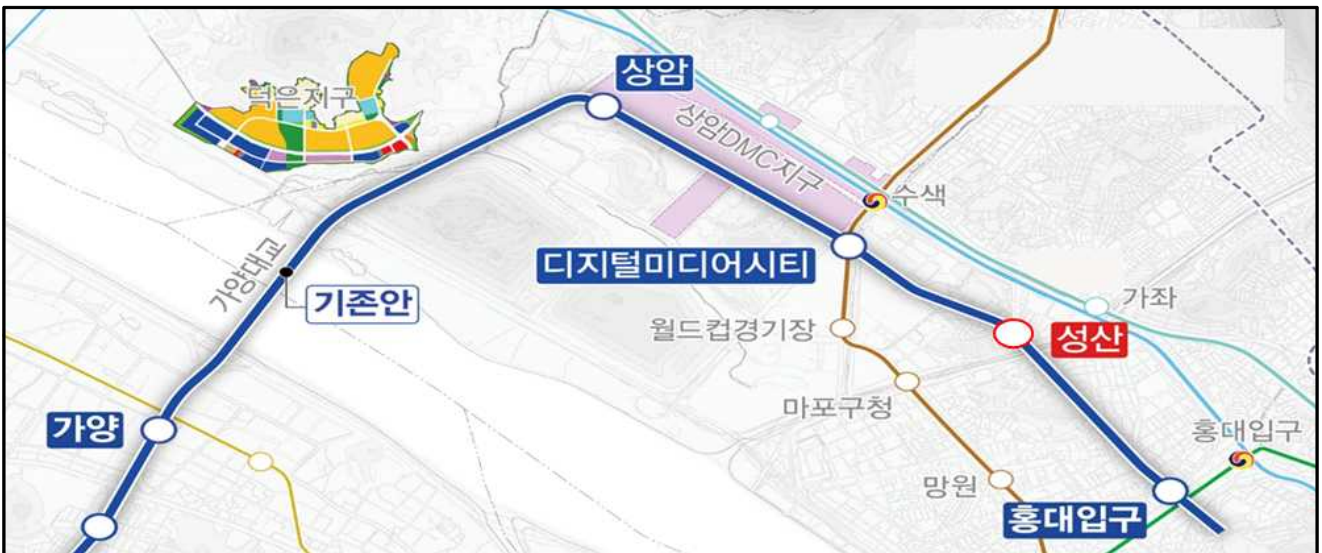 상암
덕은지구
상암DMC지구
수색
디지털미디어시티
가양대교
기존안
가좌
월드컵경기장
성산
마포구청
가양
홍대입구
망원
홍대입구